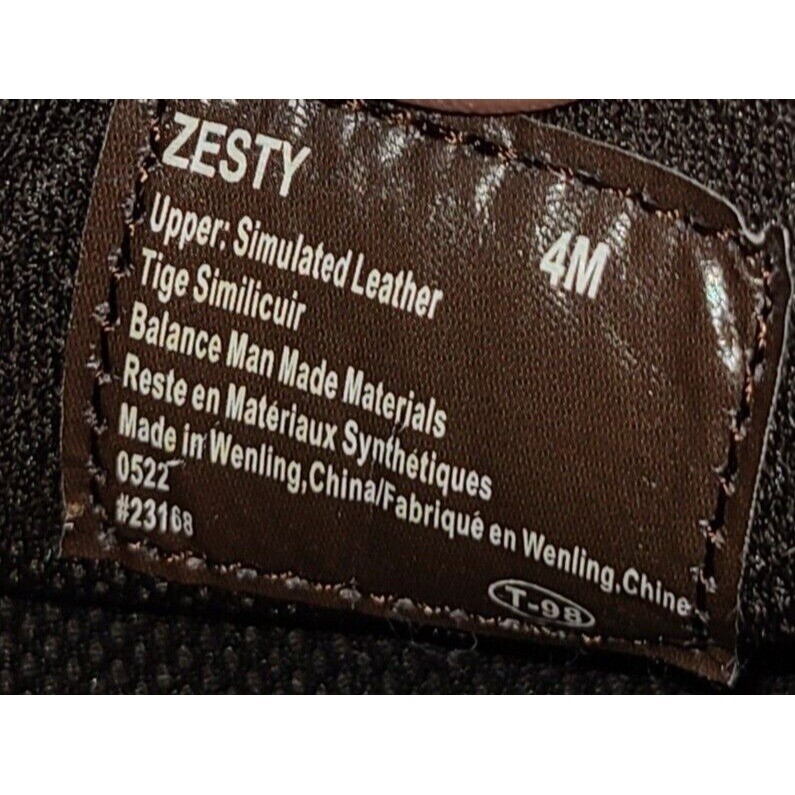 ZESTY
4M
Upper: Simulated Leather
Tige Similicuir
Balance Man Made Materials
Reste en Matériaux Synthétiques
Made in Wenling,China/Fabriqué en Wenling,Chine
0522
#23168
T-98